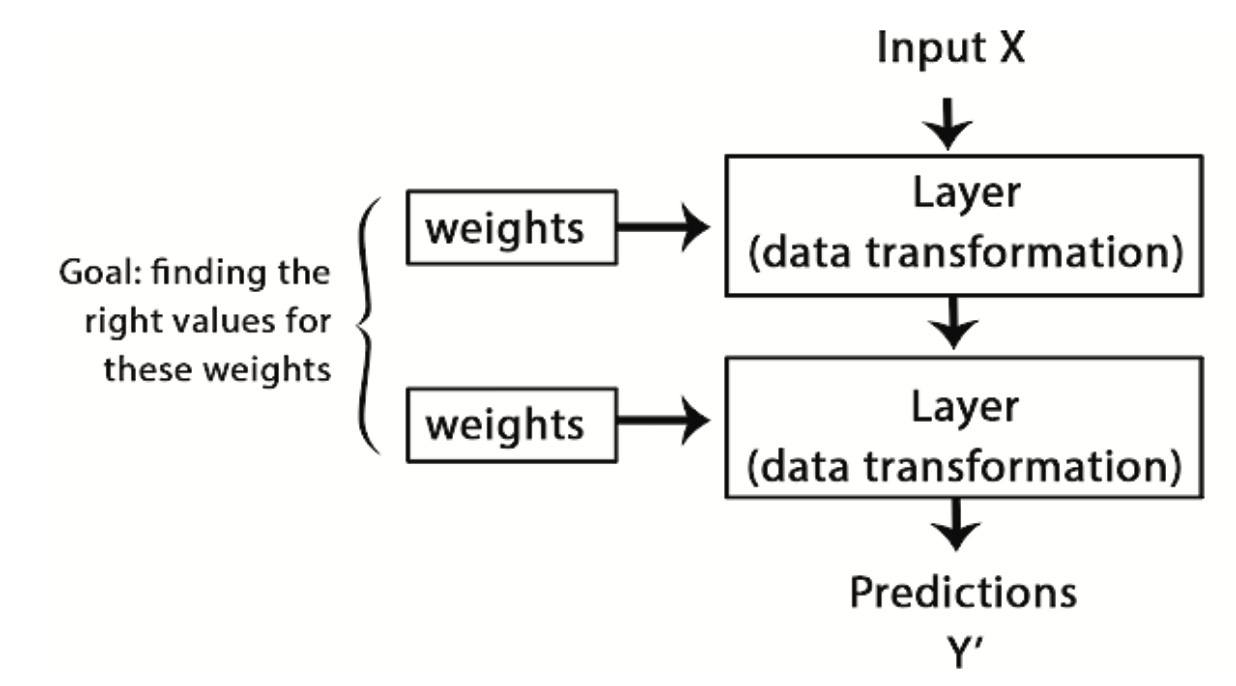 Input X
Layer
(data transformation)
weights
Goal: finding the
right values for
these weights
weights
Layer
(data transformation)
Predictions
Y′